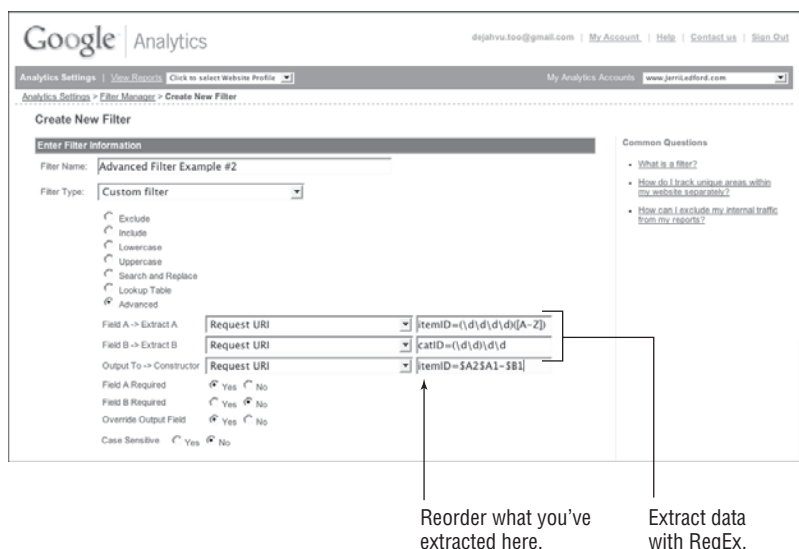 Google Analytics
dejahvu.too@gmail.com | My Account | Help | Contact us | Sign Out
Analytics Settings | View Reports Click to select Website Profile My Analytics Accounts www.JerriLedford.com
Analytics Settings > Filter Manager > Create New Filter
Create New Filter
Enter Filter Information
Filter Name: Advanced Filter Example #2
Filter Type: Custom filter
Exclude
Include
Lowercase
Uppercase
Search and Replace
Lookup Table
Advanced
Field A -> Extract A Request URI itemID=(\d\d\d\d)([A-Z])
Field B -> Extract B Request URI catID=(\d\d)\d\d
Output To -> Constructor Request URI itemID=$A2$A1-$B1
Field A Required Yes No
Field B Required Yes No
Override Output Field Yes No
Case Sensitive Yes No
Common Questions
What is a filter?
How do I track unique areas within
my website separately?
How can I exclude my internal traffic
from my reports?
Reorder what you've
extracted here.
Extract data
with RegEx.